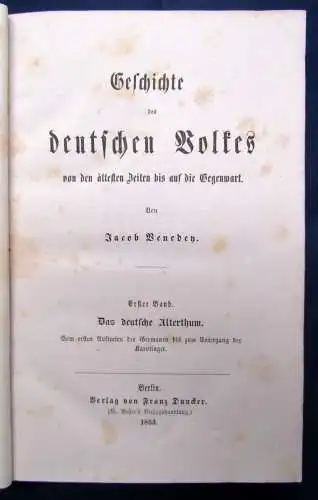 Geschichte
des
deutschen Volkes
von den ältesten Zeiten bis auf die Gegenwart.
Von
Jacob Venedey.
Erster Band.
Das deutsche Alterthum.
Vom ersten Auftreten der Germanen bis zum Untergang der
Karolinger.
Berlin.
Verlag von Franz Duncker.
(W. Besser's Verlagshandlung.)
1853.